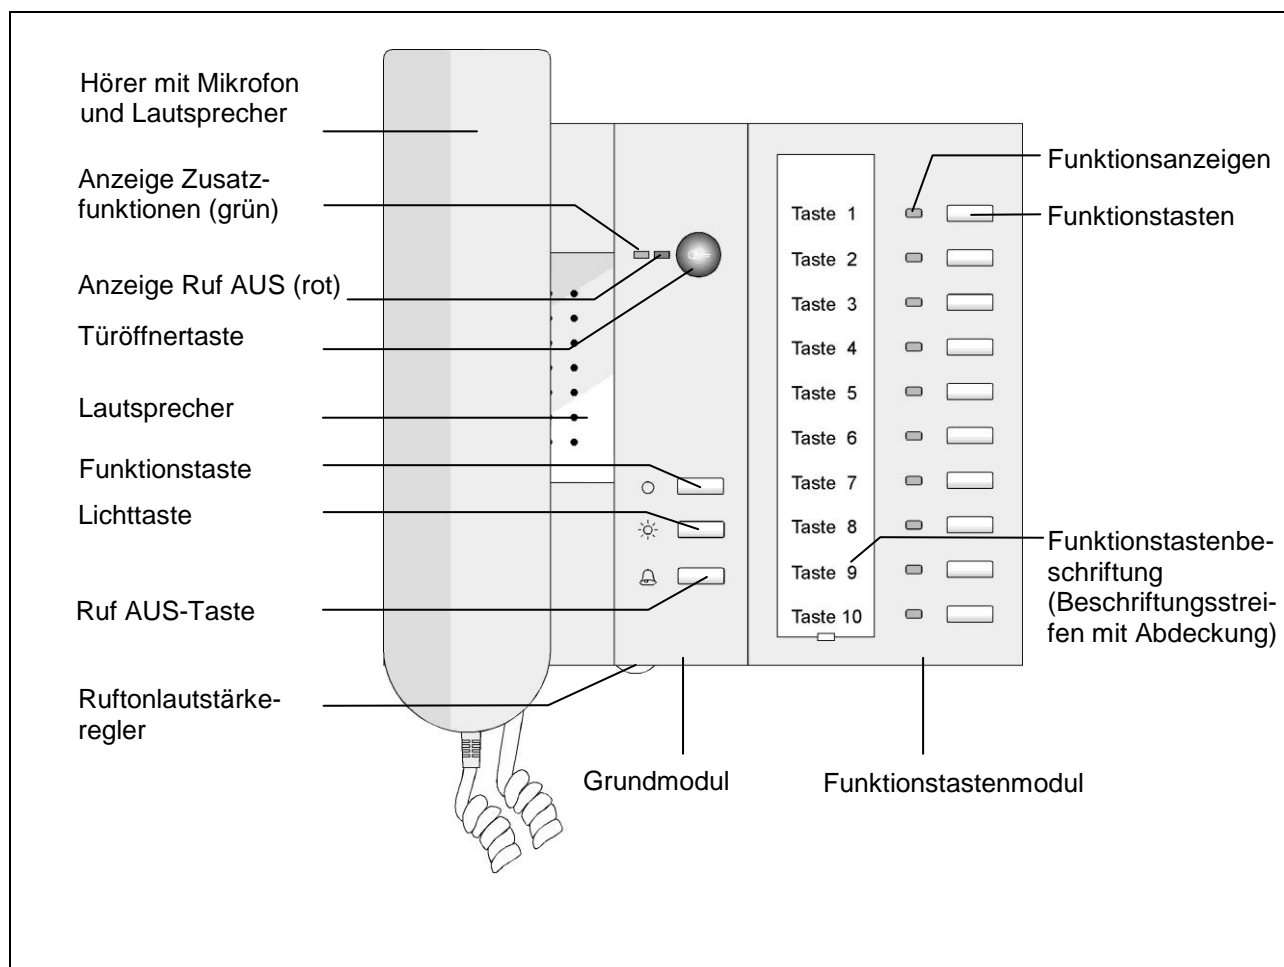 Hörer mit Mikrofon
und Lautsprecher
Anzeige Zusatz-
funktionen (grün)
Anzeige Ruf AUS (rot)
Türöffnertaste
Lautsprecher
Funktionstaste
Lichttaste
Ruf AUS-Taste
Ruftonlautstärke-
regler
Taste 1
Taste 2
Taste 3
Taste 4
Taste 5
Taste 6
Taste 7
Taste 8
Taste 9
Taste 10
Funktionsanzeigen
Funktionstasten
Funktionstastenbe-
schriftung
(Beschriftungsstrei-
fen mit Abdeckung)
Grundmodul
Funktionstastenmodul